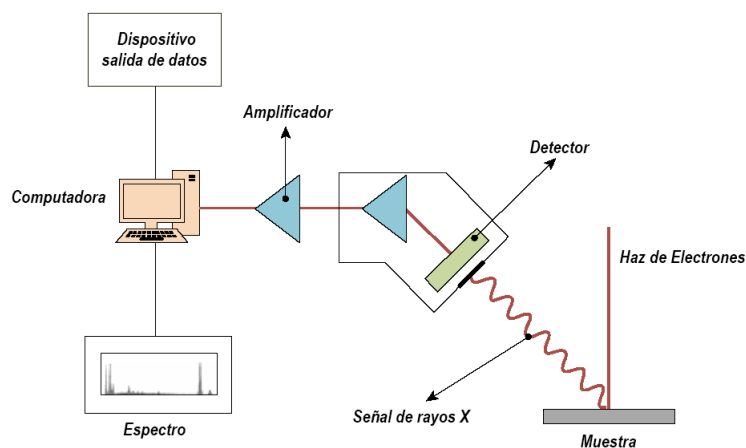 Dispositivo
salida de datos
Amplificador
Detector
Computadora
Haz de Electrones
Señal de rayos X
Espectro
Muestra